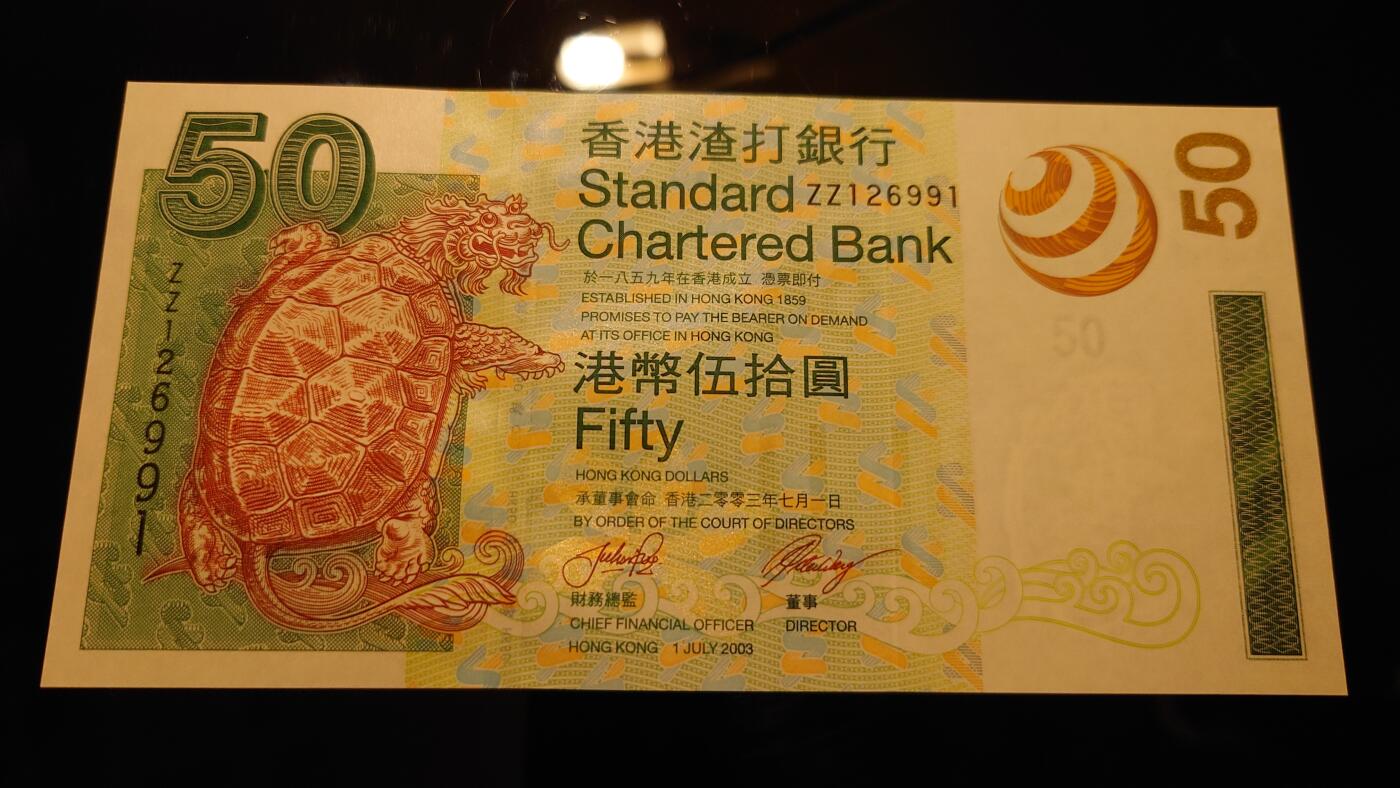 50
ZZ126991
香港渣打銀行
Standard ZZ126991
Chartered Bank
於一八五九年在香港成立 憑票即付
ESTABLISHED IN HONG KONG 1859
PROMISES TO PAY THE BEARER ON DEMAND
AT ITS OFFICE IN HONG KONG
港幣伍拾圓
Fifty
HONG KONG DOLLARS
承董事會命 香港二零零三年七月一日
BY ORDER OF THE COURT OF DIRECTORS
財務總監 董事
CHIEF FINANCIAL OFFICER DIRECTOR
HONG KONG 1 JULY 2003
50
50